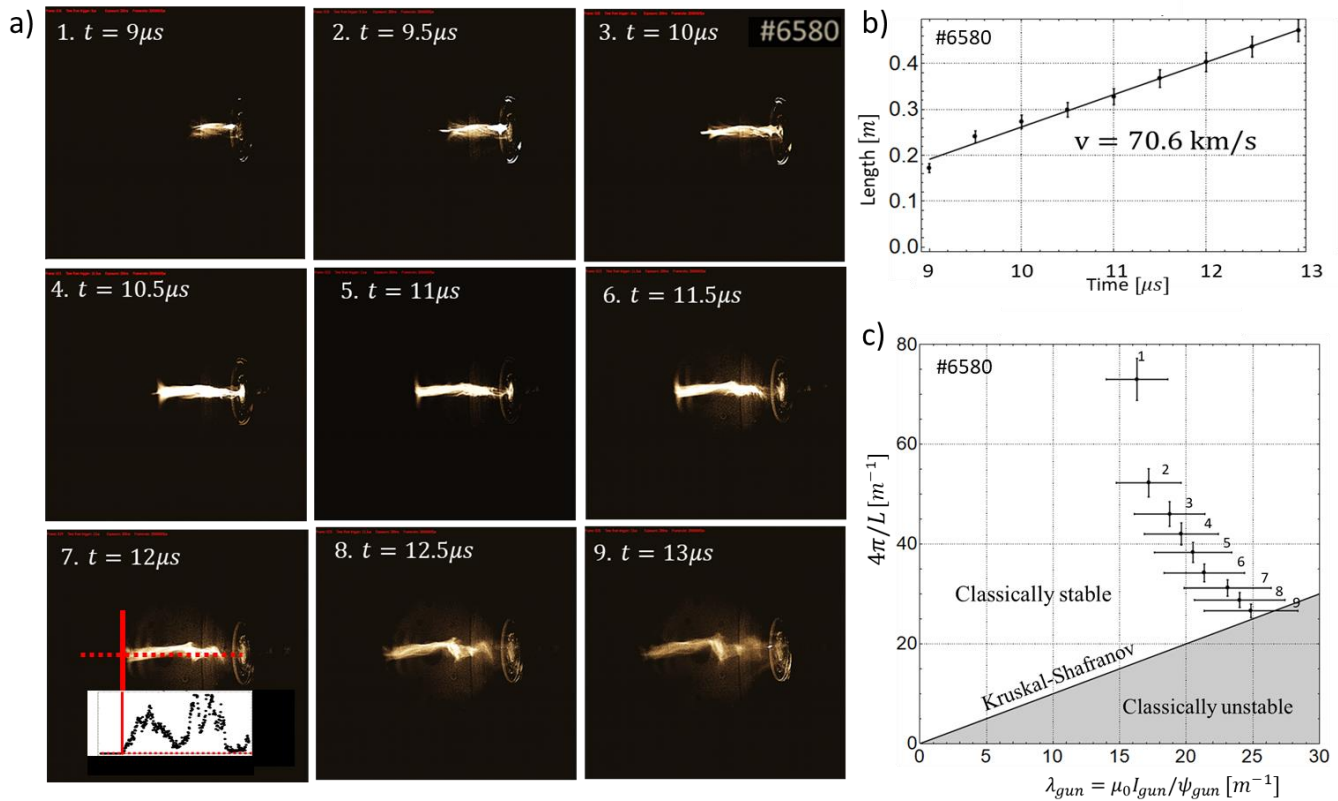 a)
1. t = 9μs
2. t = 9.5μs
3. t = 10μs
#6580
4. t = 10.5μs
5. t = 11μs
6. t = 11.5μs
7. t = 12μs
8. t = 12.5μs
9. t = 13μs
b)
#6580
Length [m]
0.4
0.3
0.2
0.1
0.0
v = 70.6 km/s
9
10
11
12
13
Time [μs]
c)
#6580
4π/L [m⁻¹]
80
60
40
20
0
1
2
3
4
5
6
7
8
9
Classically stable
Kruskal-Shafranov
Classically unstable
0
5
10
15
20
25
30
λ_gun = μ₀I_gun/ψ_gun [m⁻¹]